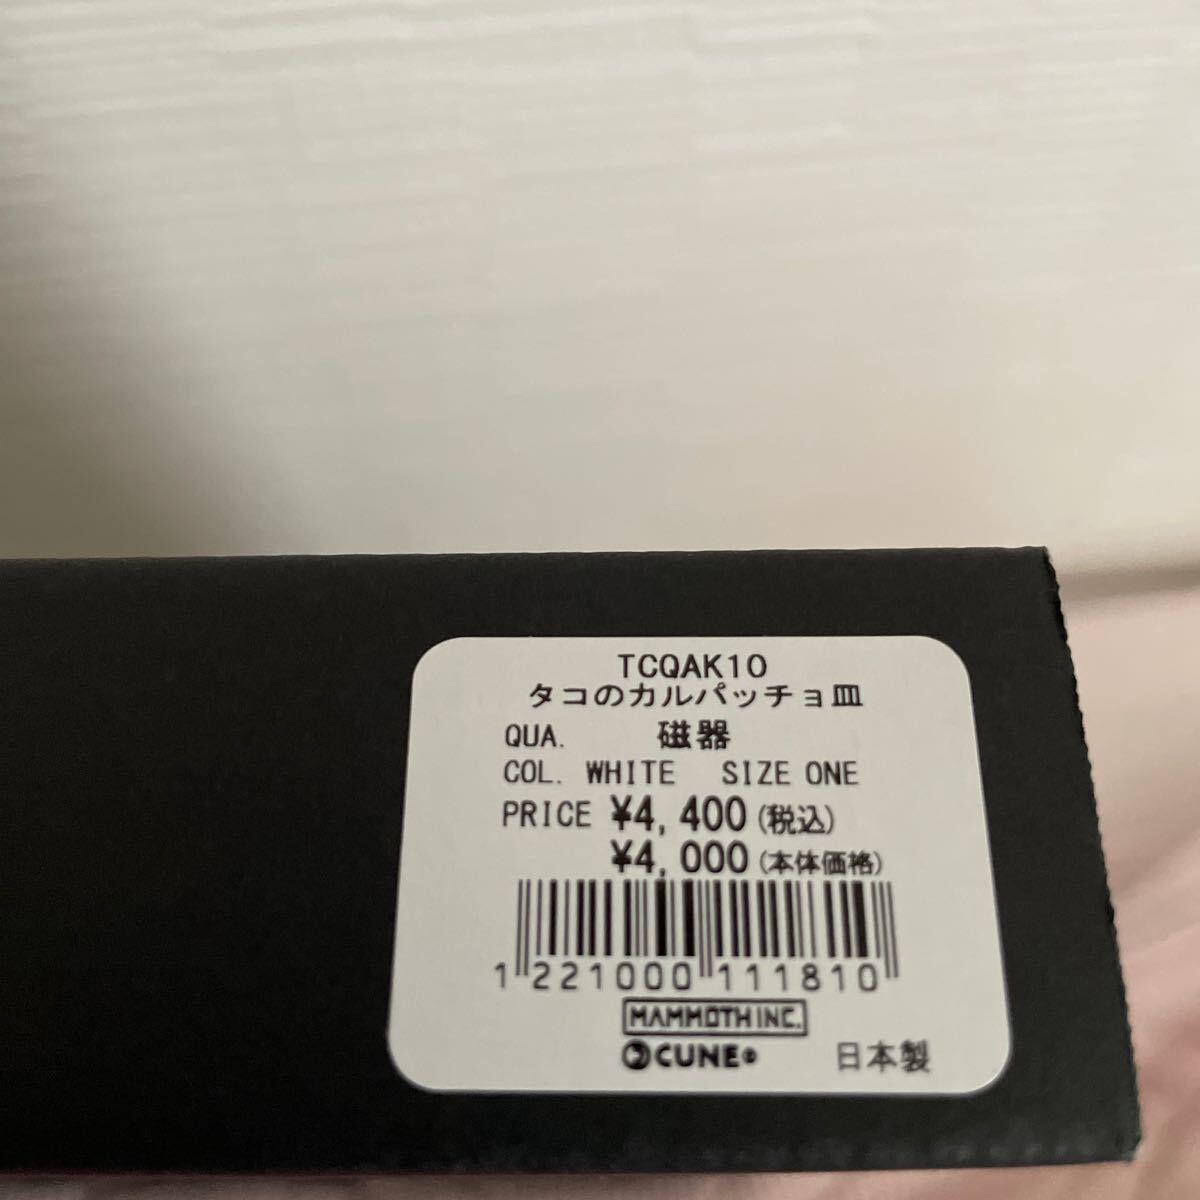 TCQAK10
タコのカルパッチョ皿
QUA. 磁器
COL. WHITE SIZE ONE
PRICE ¥4,400(税込)
¥4,000(本体価格)
1 221000 111810
MAMMOTH INC.
CUNE® 日本製